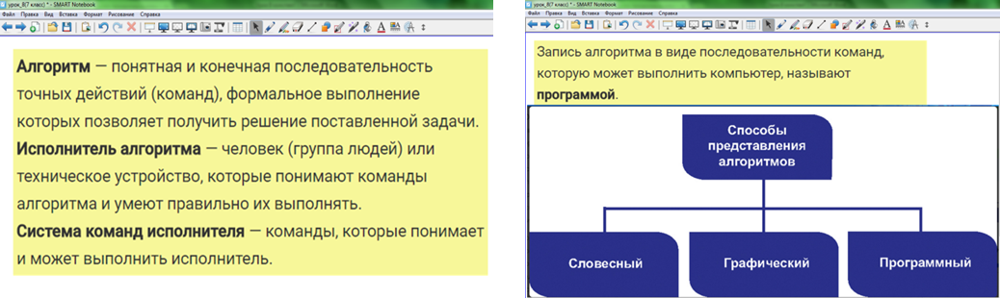 урок_8(7 класс) * - SMART Notebook
Файл Правка Вид Вставка Формат Рисование Справка
Алгоритм — понятная и конечная последовательность
точных действий (команд), формальное выполнение
которых позволяет получить решение поставленной задачи.
Исполнитель алгоритма — человек (группа людей) или
техническое устройство, которые понимают команды
алгоритма и умеют правильно их выполнять.
Система команд исполнителя — команды, которые понимает
и может выполнить исполнитель.
урок_8(7 класс) * - SMART Notebook
Файл Правка Вид Вставка Формат Рисование Справка
Запись алгоритма в виде последовательности команд,
которую может выполнить компьютер, называют
программой.
Способы
представления
алгоритмов
Словесный
Графический
Программный